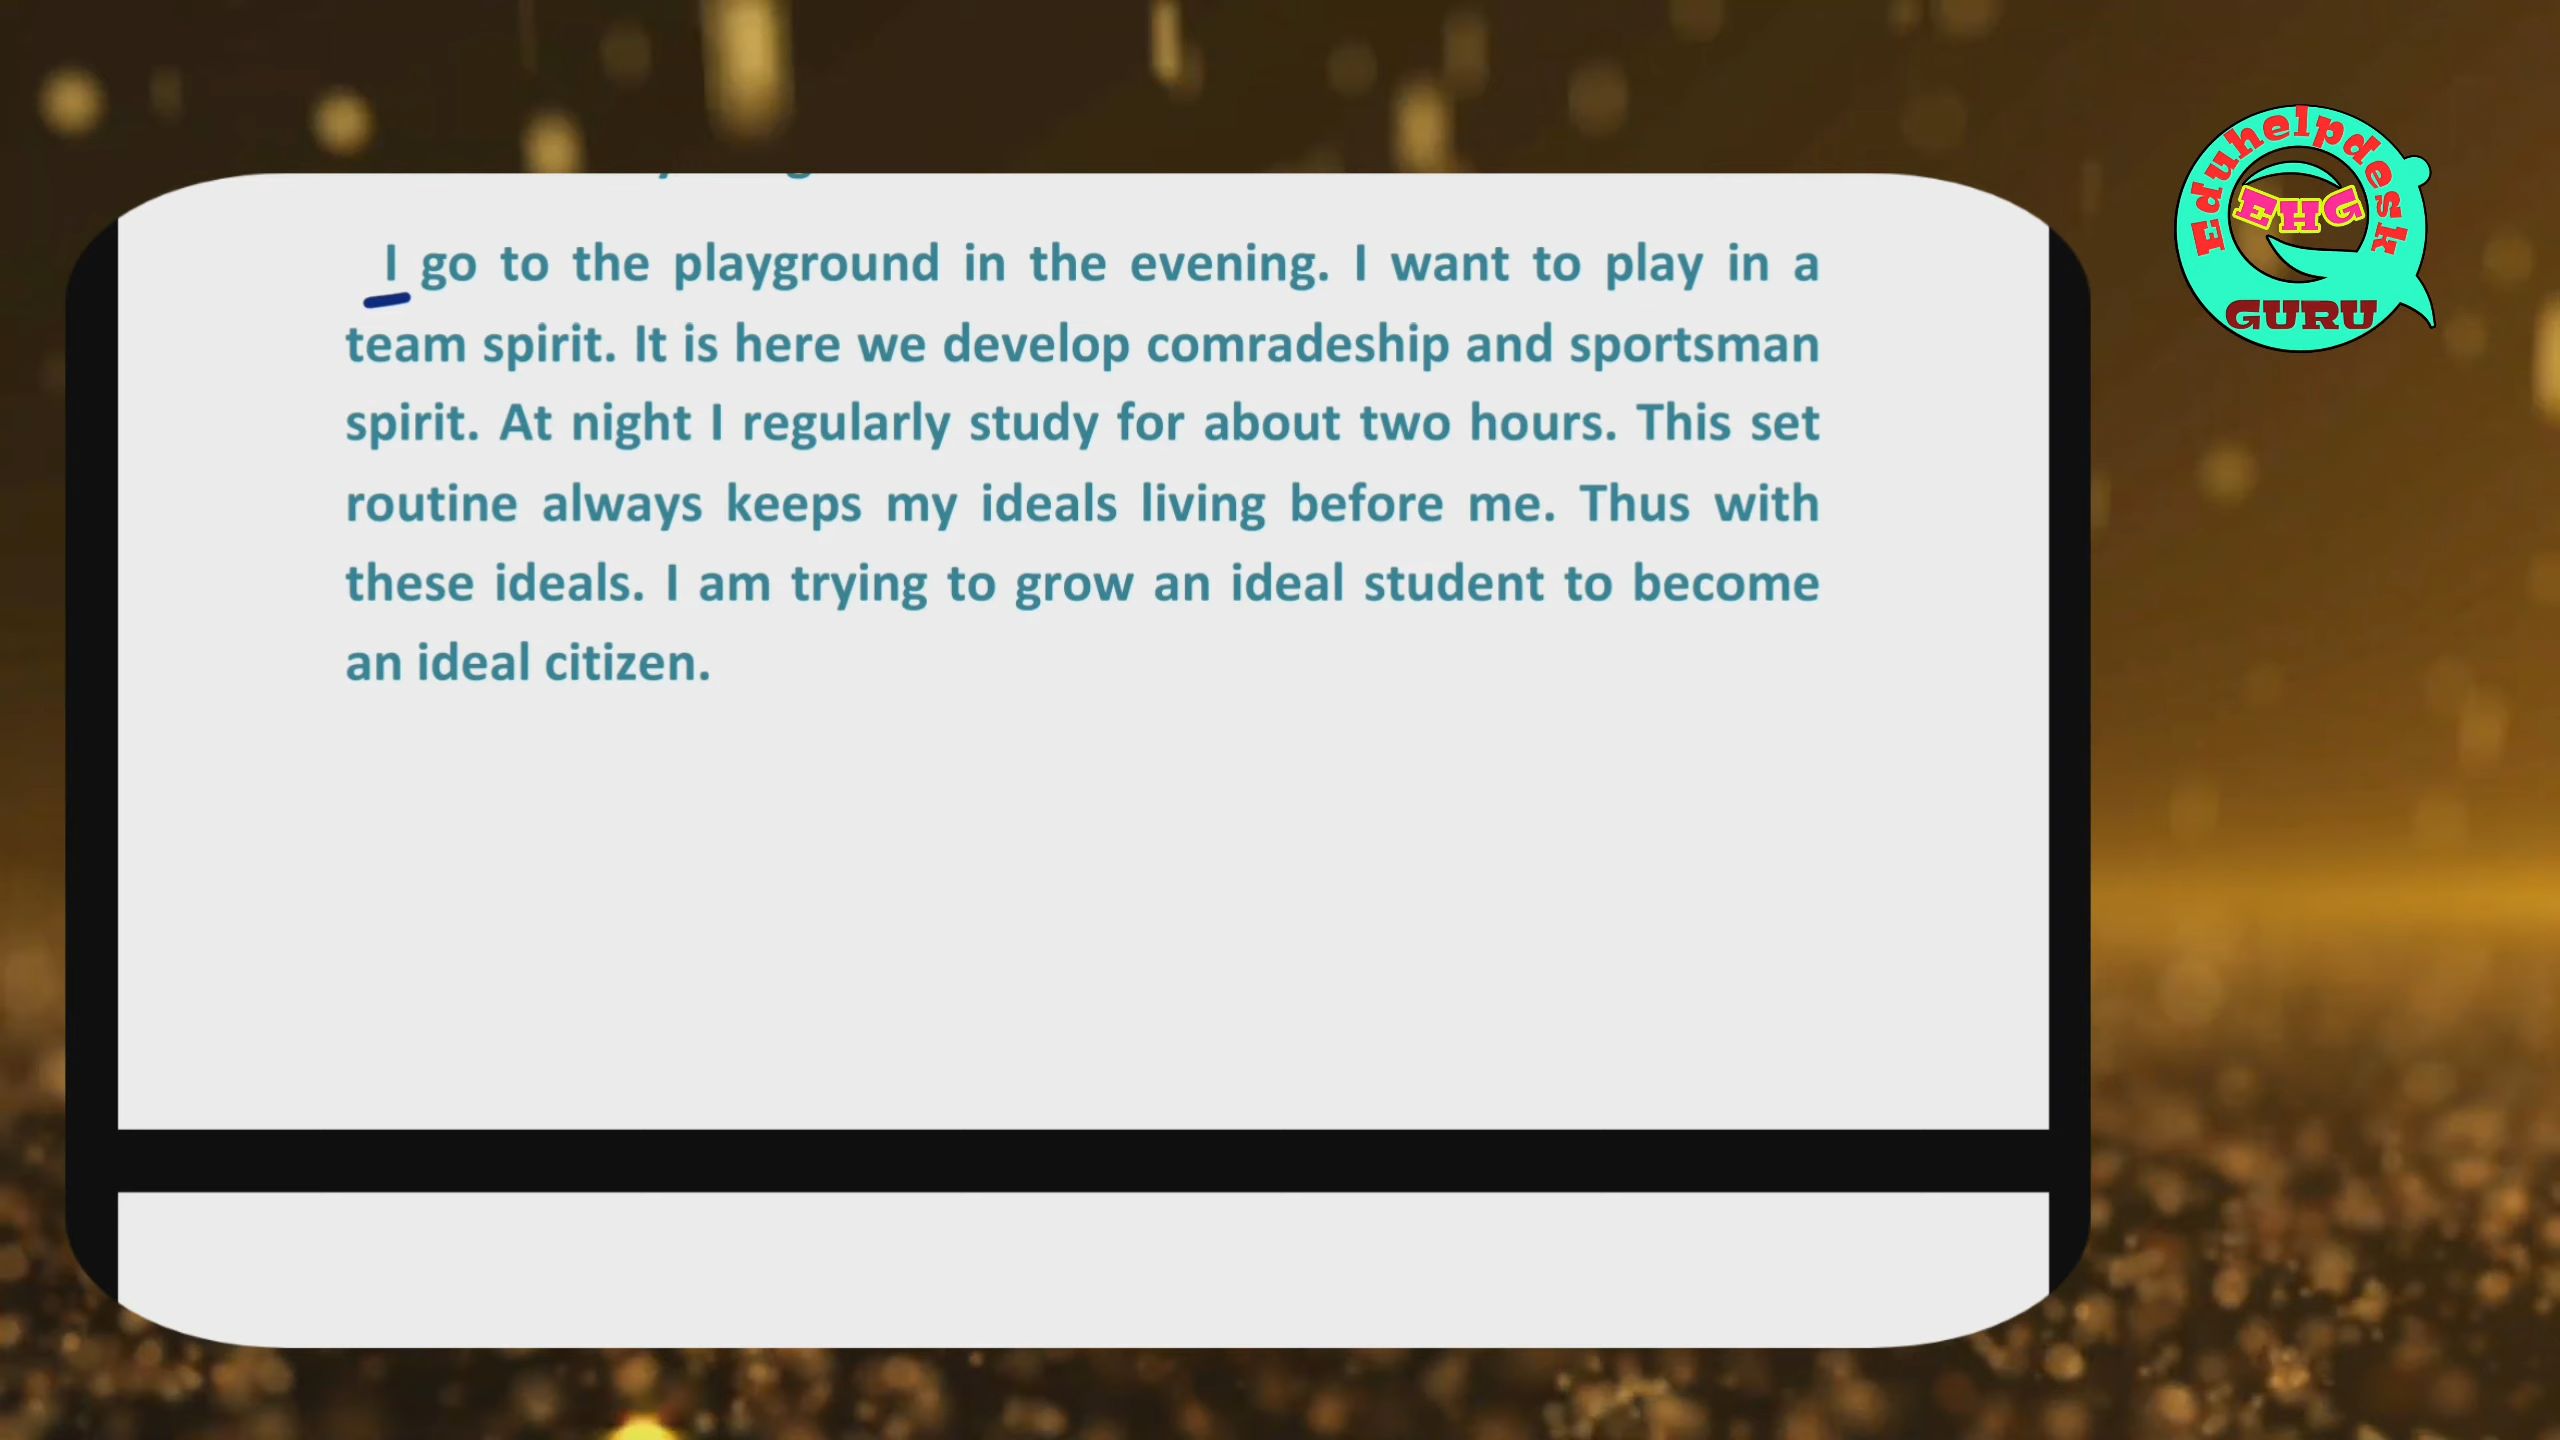 I go to the playground in the evening. I want to play in a
team spirit. It is here we develop comradeship and sportsman
spirit. At night I regularly study for about two hours. This set
routine always keeps my ideals living before me. Thus with
these ideals. I am trying to grow an ideal student to become
an ideal citizen.
Eduhelpdesk
EHG
GURU